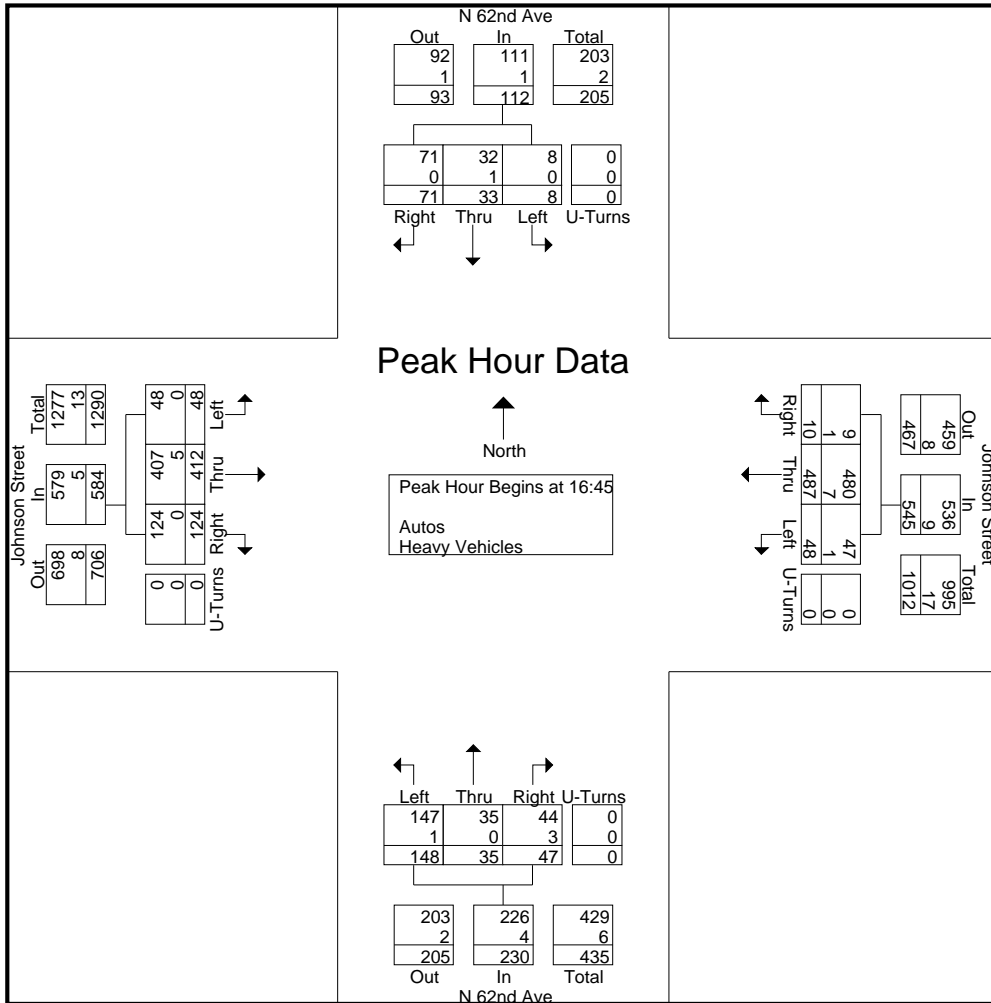 N 62nd Ave
Out In Total
92 111 203
1 1 2
93 112 205
71 32 8 0
0 1 0 0
71 33 8 0
Right Thru Left U-Turns
Peak Hour Data
North
Peak Hour Begins at 16:45
Autos
Heavy Vehicles
Johnson Street
Total In Out
1277 579 698
13 5 8
1290 584 706
48 407 124 0
0 5 0 0
48 412 124 0
Left Thru Right U-Turns
Johnson Street
Out In Total
459 536 995
8 9 17
467 545 1012
9 480 47 0
1 7 1 0
10 487 48 0
Right Thru Left U-Turns
Left Thru Right U-Turns
147 35 44 0
1 0 3 0
148 35 47 0
203 226 429
2 4 6
205 230 435
Out In Total
N 62nd Ave